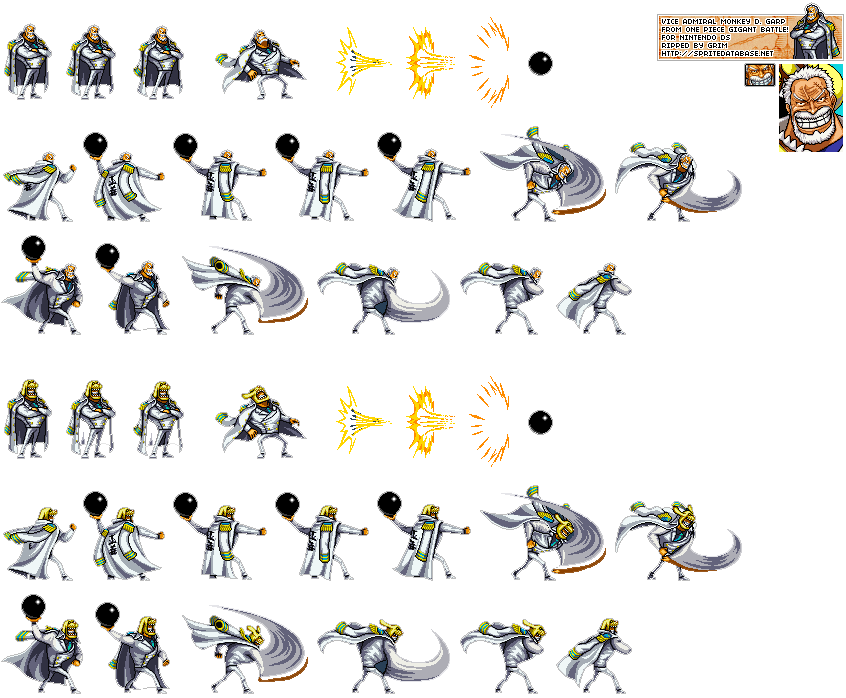 VICE ADMIRAL MONKEY D. GARP
FROM ONE PIECE GIGANT BATTLE!
FOR NINTENDO DS
RIPPED BY GRIM
HTTP://SPRITEDATABASE.NET